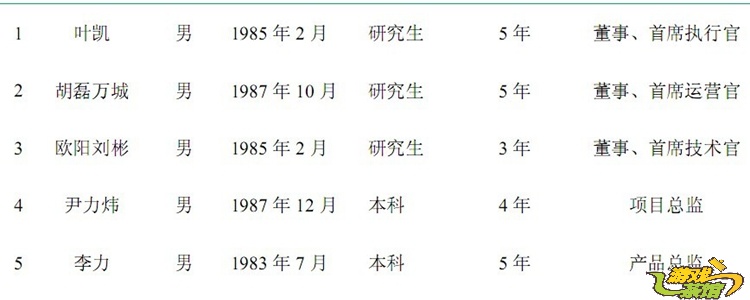 1 叶凯 男 1985 年 2 月 研究生 5 年 董事、首席执行官
2 胡磊万城 男 1987 年 10 月 研究生 5 年 董事、首席运营官
3 欧阳刘彬 男 1985 年 2 月 研究生 3 年 董事、首席技术官
4 尹力炜 男 1987 年 12 月 本科 4 年 项目总监
5 李力 男 1983 年 7 月 本科 5 年 产品总监
游戏
茶馆